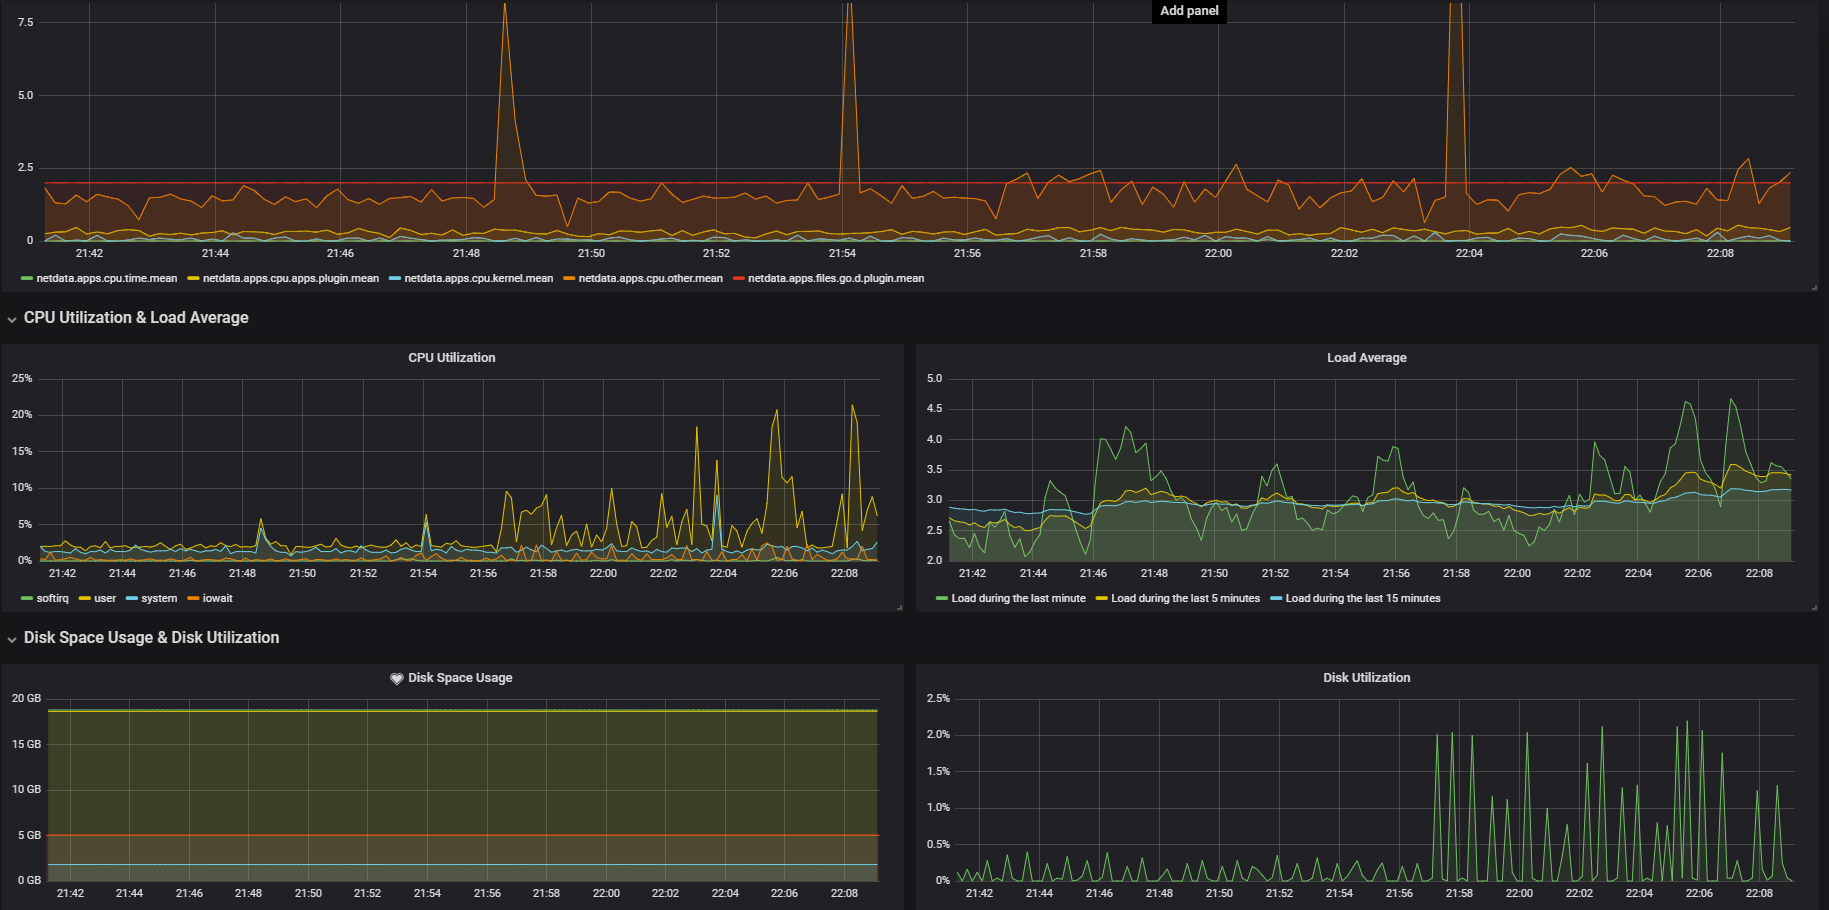 Add panel
7.5
5.0
2.5
0
21:42 21:44 21:46 21:48 21:50 21:52 21:54 21:56 21:58 22:00 22:02 22:04 22:06 22:08
netdata.apps.cpu.time.mean netdata.apps.cpu.apps.plugin.mean netdata.apps.cpu.kernel.mean netdata.apps.cpu.other.mean netdata.apps.files.go.d.plugin.mean
CPU Utilization & Load Average
CPU Utilization
25%
20%
15%
10%
5%
0%
21:42 21:44 21:46 21:48 21:50 21:52 21:54 21:56 21:58 22:00 22:02 22:04 22:06 22:08
softirq user system iowait
Load Average
5.0
4.5
4.0
3.5
3.0
2.5
2.0
21:42 21:44 21:46 21:48 21:50 21:52 21:54 21:56 21:58 22:00 22:02 22:04 22:06 22:08
Load during the last minute Load during the last 5 minutes Load during the last 15 minutes
Disk Space Usage & Disk Utilization
Disk Space Usage
20 GB
15 GB
10 GB
5 GB
0 GB
21:42 21:44 21:46 21:48 21:50 21:52 21:54 21:56 21:58 22:00 22:02 22:04 22:06 22:08
Disk Utilization
2.5%
2.0%
1.5%
1.0%
0.5%
0%
21:42 21:44 21:46 21:48 21:50 21:52 21:54 21:56 21:58 22:00 22:02 22:04 22:06 22:08